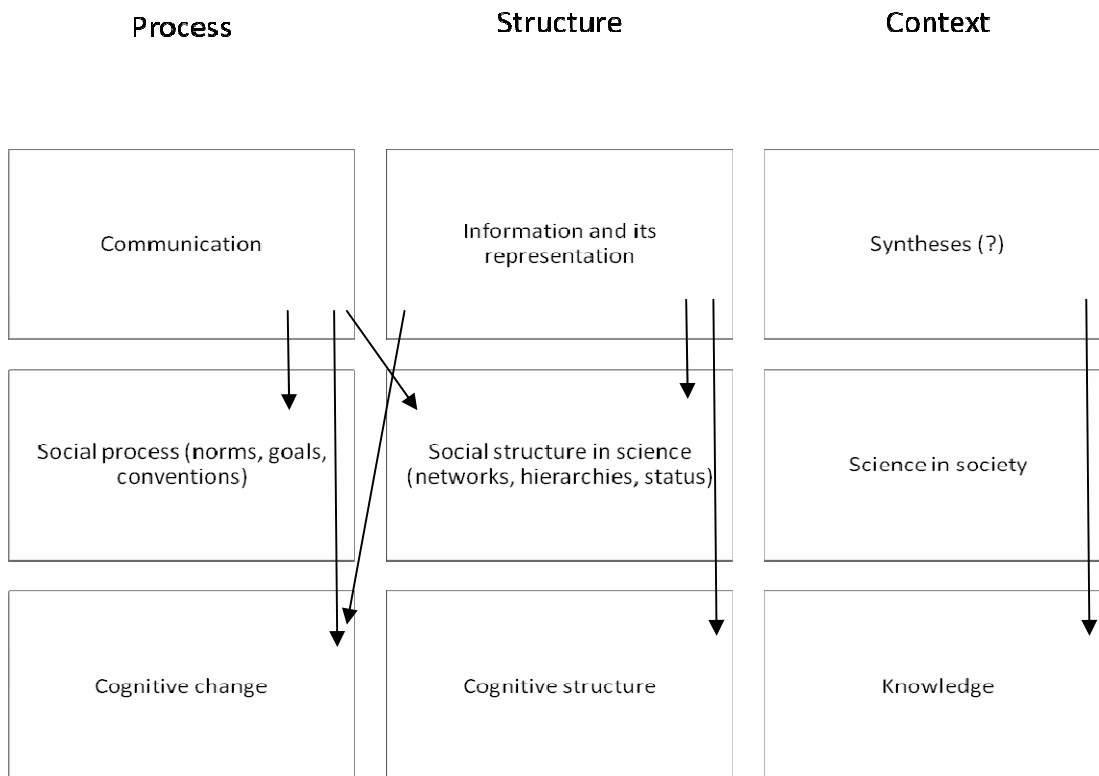 Process
Structure
Context
Communication
Information and its
representation
Syntheses (?)
Social process (norms, goals,
conventions)
Social structure in science
(networks, hierarchies, status)
Science in society
Cognitive change
Cognitive structure
Knowledge